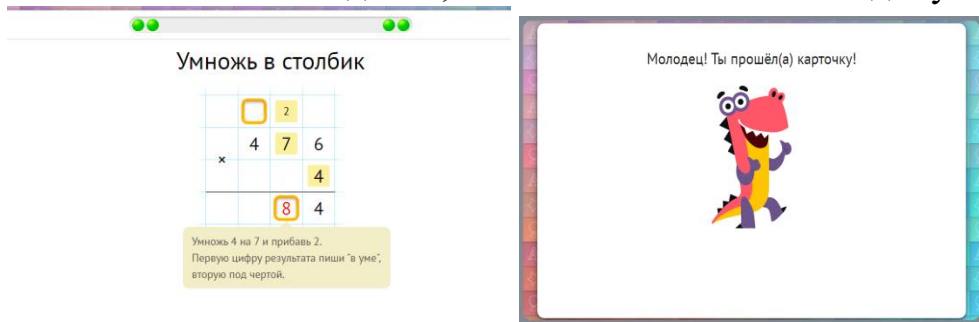 Умножь в столбик
2
4 7 6
×
4
8 4
Умножь 4 на 7 и прибавь 2.
Первую цифру результата пиши "в уме",
вторую под чертой.
Молодец! Ты прошёл(а) карточку!